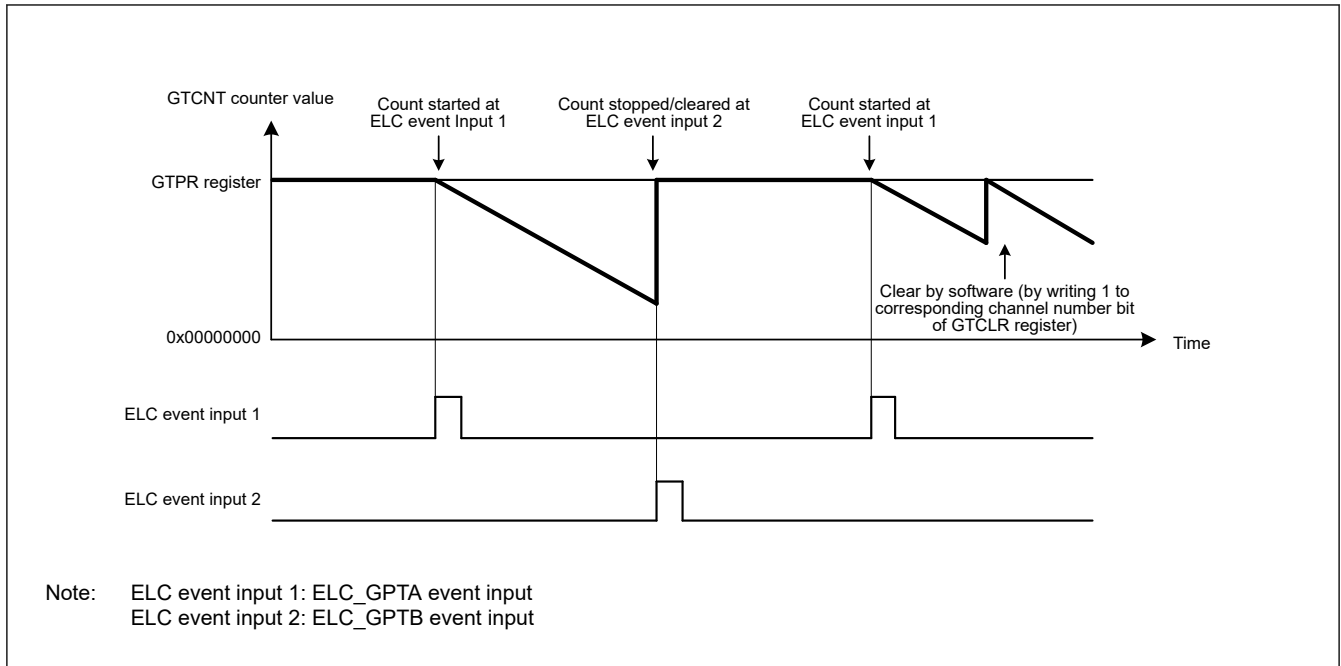 GTCNT counter value
Count started at
ELC event Input 1
Count stopped/cleared at
ELC event input 2
Count started at
ELC event input 1
GTPR register
Clear by software (by writing 1 to
corresponding channel number bit
of GTCLR register)
0x00000000
Time
ELC event input 1
ELC event input 2
Note: ELC event input 1: ELC_GPTA event input
ELC event input 2: ELC_GPTB event input